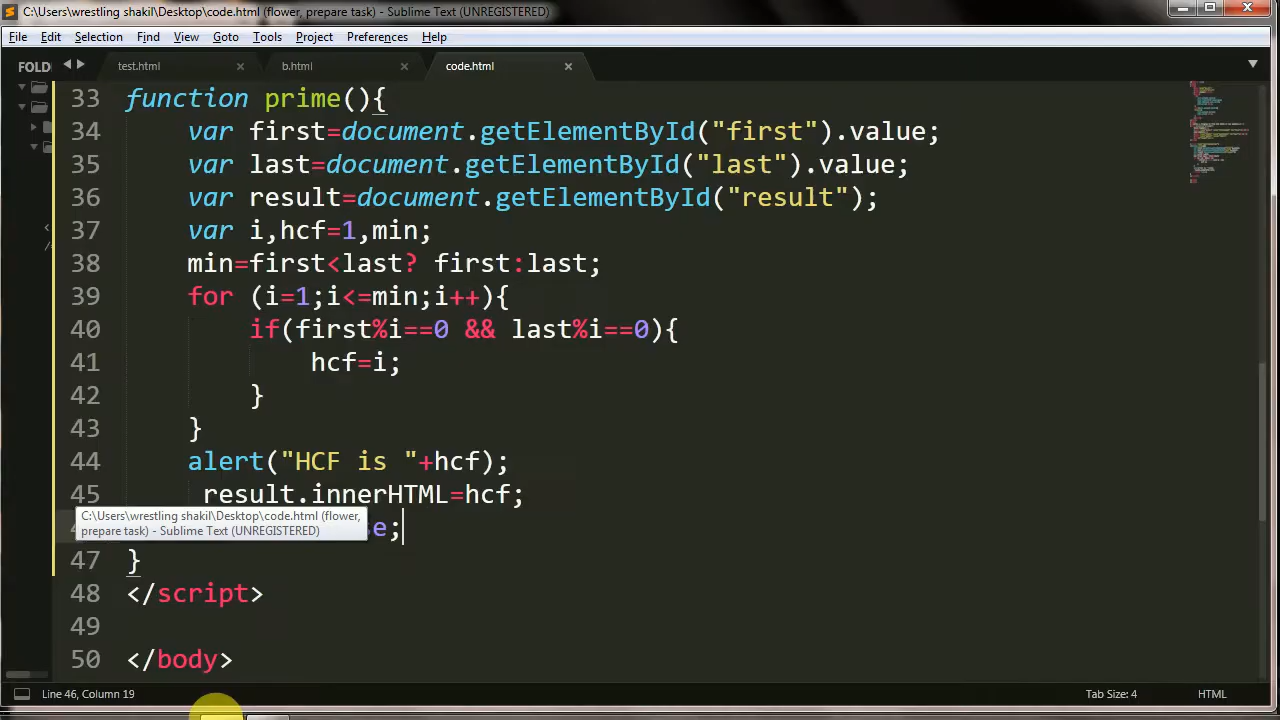 C:\Users\wrestling shakil\Desktop\code.html (flower, prepare task) - Sublime Text (UNREGISTERED)
File Edit Selection Find View Goto Tools Project Preferences Help
FOLD
test.html
b.html
code.html
33 function prime(){
34 var first=document.getElementById("first").value;
35 var last=document.getElementById("last").value;
36 var result=document.getElementById("result");
37 var i,hcf=1,min;
38 min=first<last? first:last;
39 for (i=1;i<=min;i++){
40 if(first%i==0 && last%i==0){
41 hcf=i;
42 }
43 }
44 alert("HCF is "+hcf);
45 result.innerHTML=hcf;
C:\Users\wrestling shakil\Desktop\code.html (flower,
prepare task) - Sublime Text (UNREGISTERED)
e;
47 }
48 </script>
49
50 </body>
Line 46, Column 19
Tab Size: 4
HTML